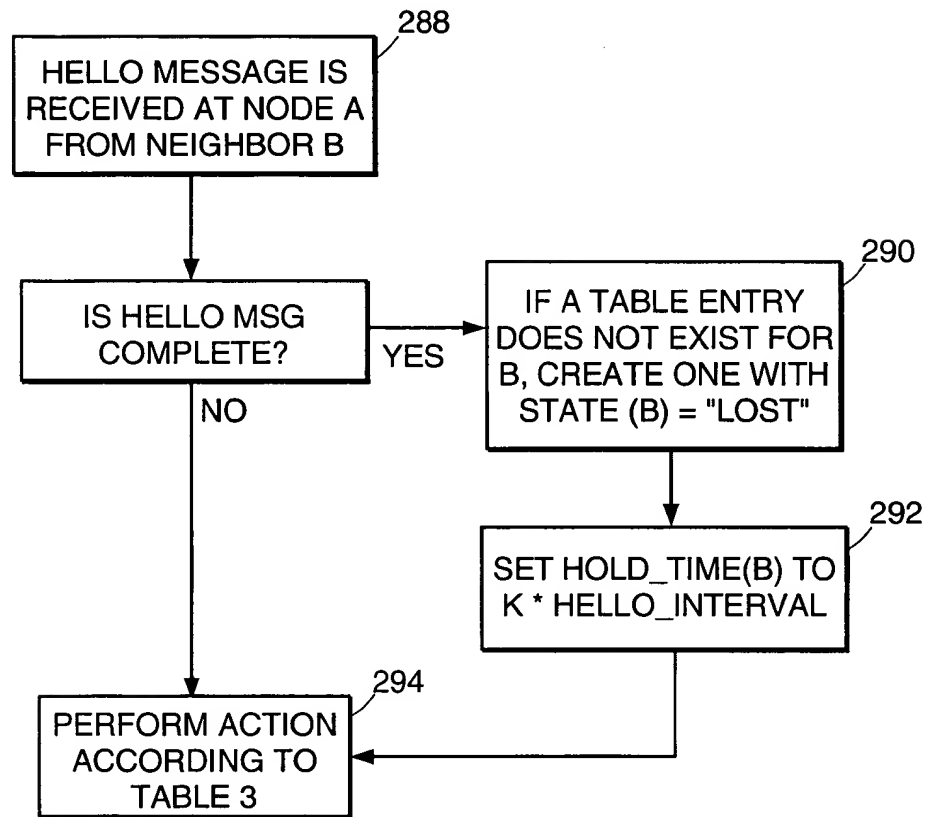 288
HELLO MESSAGE IS
RECEIVED AT NODE A
FROM NEIGHBOR B
IS HELLO MSG
COMPLETE?
YES
NO
290
IF A TABLE ENTRY
DOES NOT EXIST FOR
B, CREATE ONE WITH
STATE (B) = "LOST"
292
SET HOLD_TIME(B) TO
K * HELLO_INTERVAL
294
PERFORM ACTION
ACCORDING TO
TABLE 3